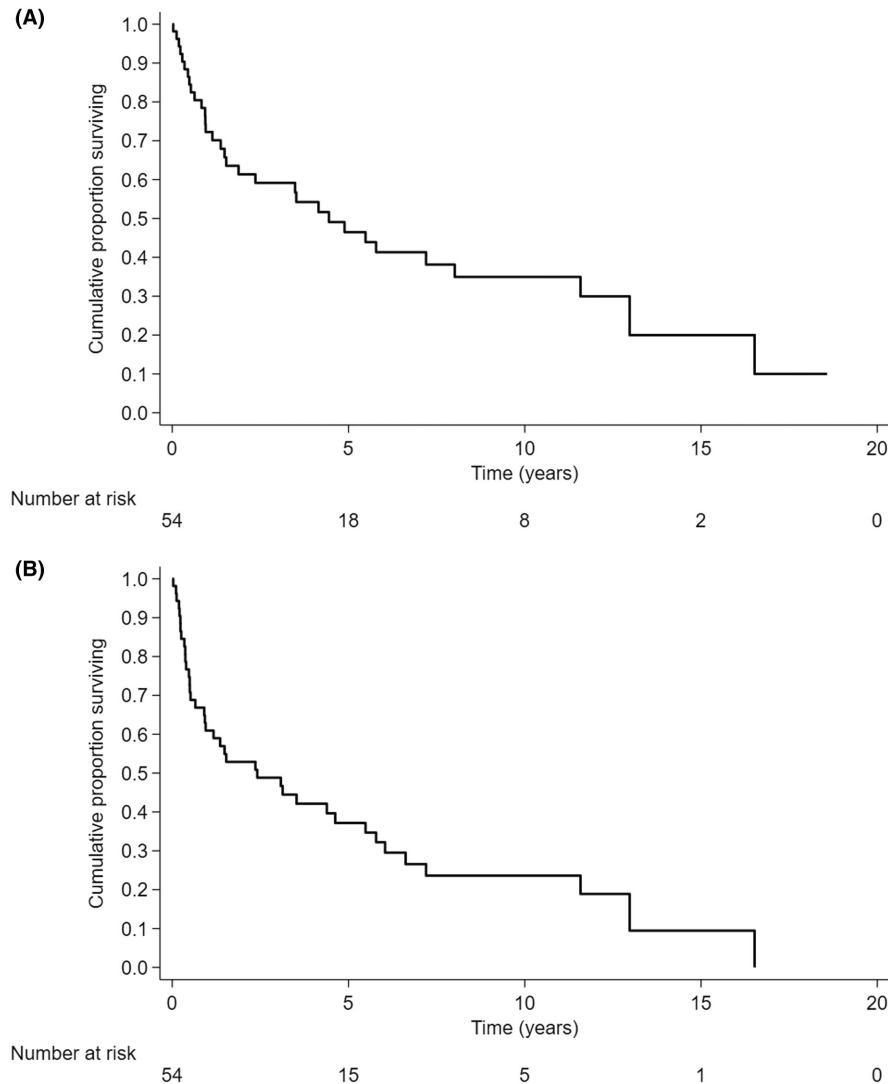 (A)
Cumulative proportion surviving
1.0
0.9
0.8
0.7
0.6
0.5
0.4
0.3
0.2
0.1
0.0
0 5 10 15 20
Time (years)
Number at risk
54 18 8 2 0
(B)
Cumulative proportion surviving
1.0
0.9
0.8
0.7
0.6
0.5
0.4
0.3
0.2
0.1
0.0
0 5 10 15 20
Time (years)
Number at risk
54 15 5 1 0